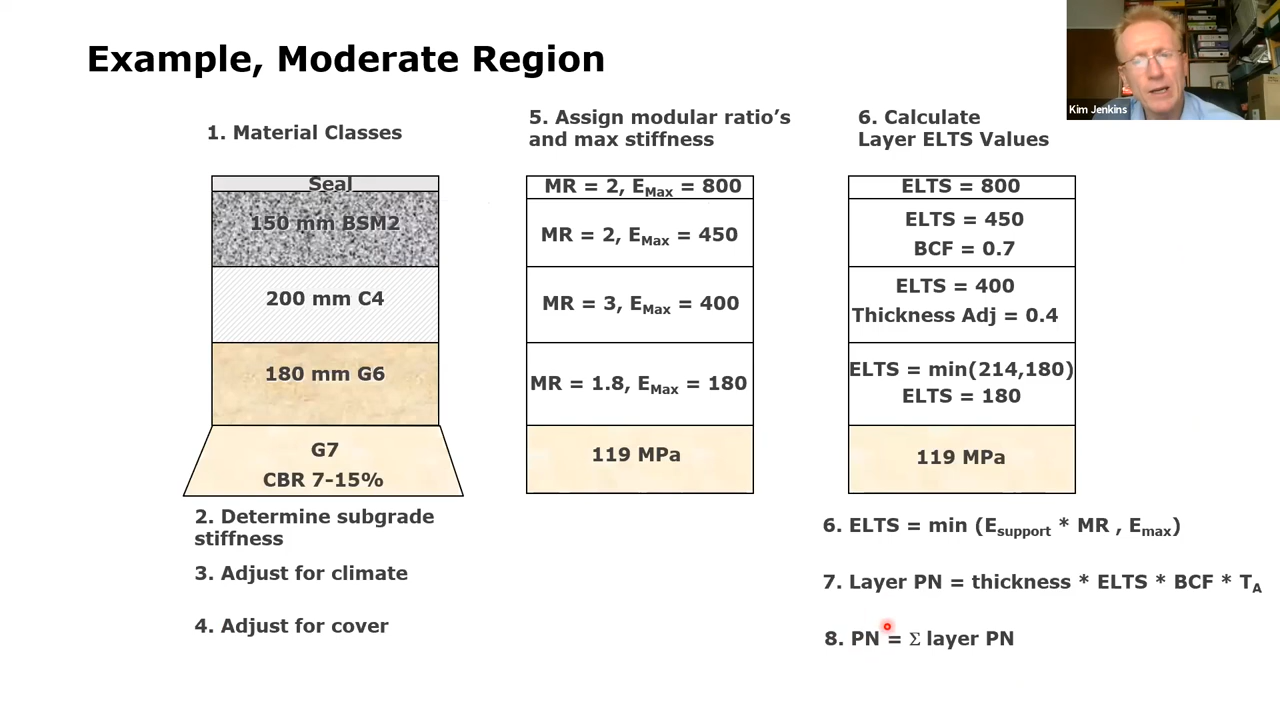 Example, Moderate Region
Kim Jenkins
1. Material Classes
Seal
150 mm BSM2
200 mm C4
180 mm G6
G7
CBR 7-15%
2. Determine subgrade
stiffness
3. Adjust for climate
4. Adjust for cover
5. Assign modular ratio's
and max stiffness
MR = 2, EMax = 800
MR = 2, EMax = 450
MR = 3, EMax = 400
MR = 1.8, EMax = 180
119 MPa
6. Calculate
Layer ELTS Values
ELTS = 800
ELTS = 450
BCF = 0.7
ELTS = 400
Thickness Adj = 0.4
ELTS = min(214,180)
ELTS = 180
119 MPa
6. ELTS = min (Esupport * MR , Emax)
7. Layer PN = thickness * ELTS * BCF * TA
8. PN = Σ layer PN